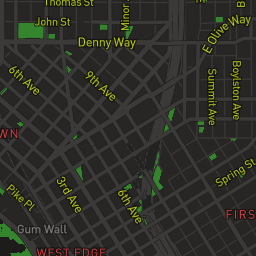 Thomas St
Minor
B
John St
Denny Way
E Olive Way
6th Ave
9th Ave
Summit Ave
Boylston Ave
WN
Spring St
Pike Pl
3rd Ave
6th Ave
FIRS
Gum Wall
WEST EDGE